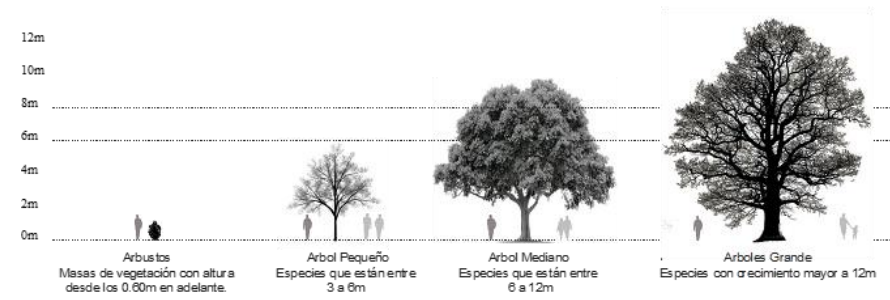 12m
10m
8m
6m
4m
2m
0m
Arbustos
Masas de vegetación con altura
desde los 0.60m en adelante.
Arbol Pequeño
Especies que están entre
3 a 6m
Arbol Mediano
Especies que están entre
6 a 12m
Arboles Grande
Especies con crecimiento mayor a 12m